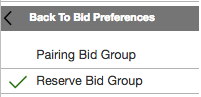 Back To Bid Preferences
Pairing Bid Group
Reserve Bid Group